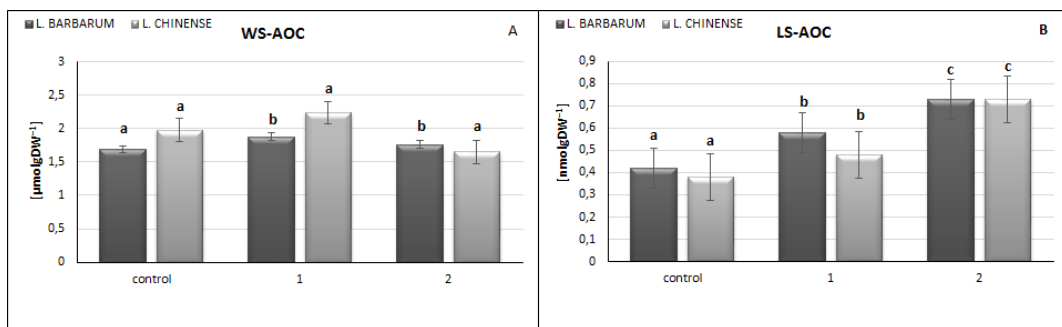 L. BARBARUM L. CHINENSE
WS-AOC
A
[µmolgDW⁻¹]
3
2,5
2
1,5
1
0,5
0
a a
b a
b a
control 1 2
L. BARBARUM L. CHINENSE
LS-AOC
B
[nmolgDW⁻¹]
0,9
0,8
0,7
0,6
0,5
0,4
0,3
0,2
0,1
0
a a
b b
c c
control 1 2